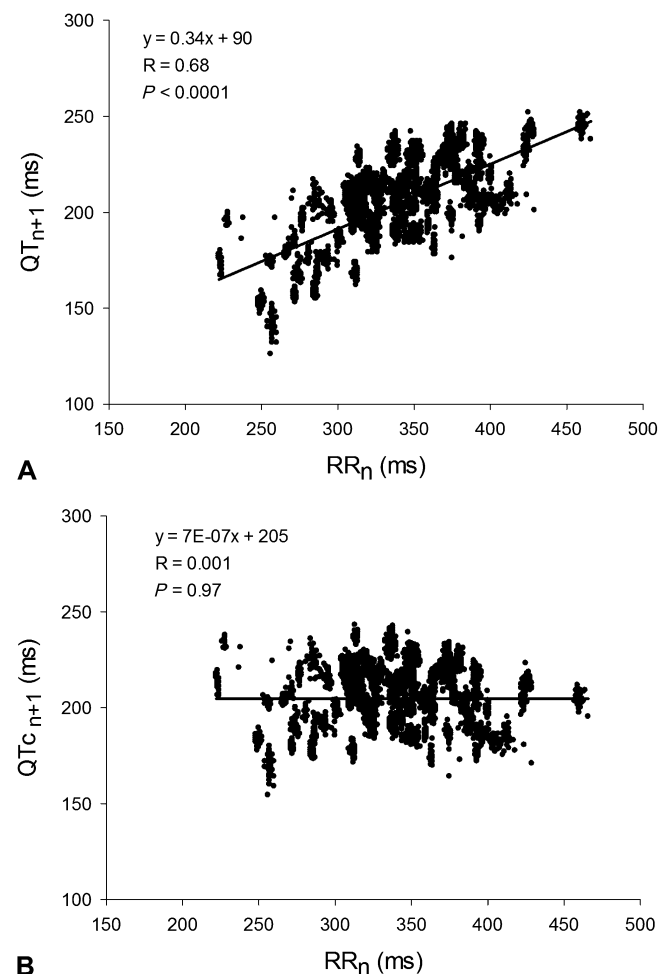 300
y = 0.34x + 90
R = 0.68
P < 0.0001
250
QTn+1 (ms)
200
150
100
150 200 250 300 350 400 450 500
RRn (ms)
A
300
y = 7E-07x + 205
R = 0.001
P = 0.97
250
QTc n+1 (ms)
200
150
100
150 200 250 300 350 400 450 500
RRn (ms)
B